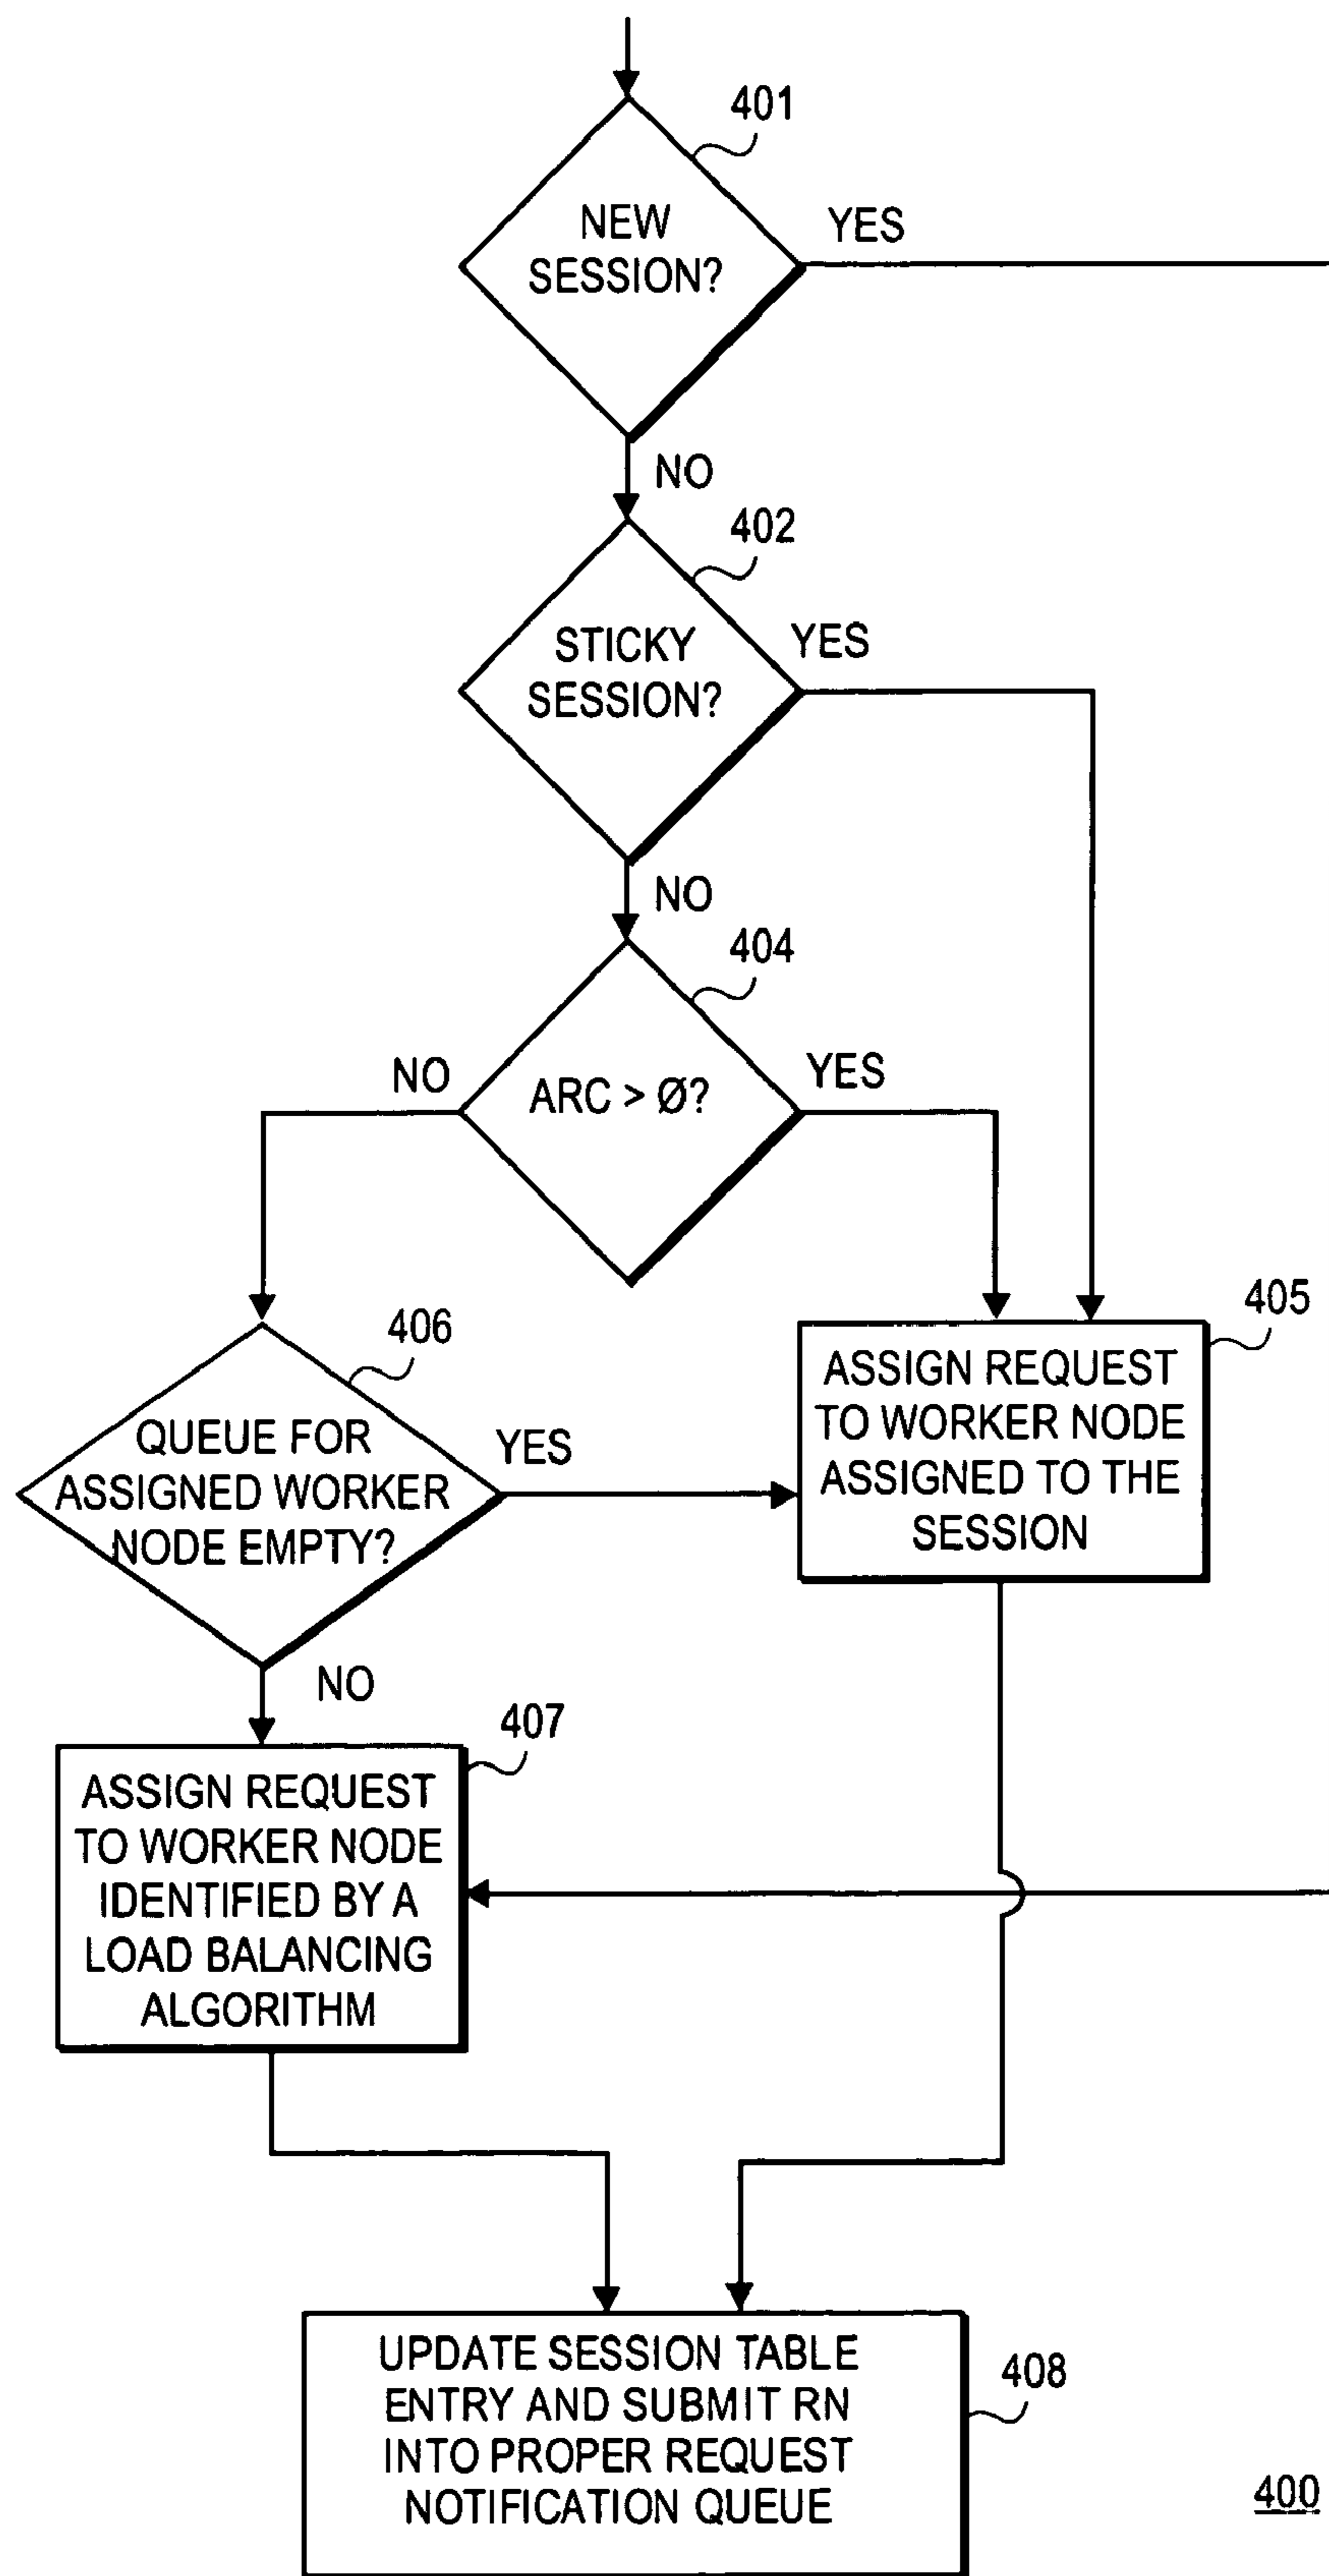 401
NEW
SESSION?
YES
NO
402
STICKY
SESSION?
YES
NO
404
ARC > Ø?
NO
YES
406
QUEUE FOR
ASSIGNED WORKER
NODE EMPTY?
YES
NO
405
ASSIGN REQUEST
TO WORKER NODE
ASSIGNED TO THE
SESSION
407
ASSIGN REQUEST
TO WORKER NODE
IDENTIFIED BY A
LOAD BALANCING
ALGORITHM
408
UPDATE SESSION TABLE
ENTRY AND SUBMIT RN
INTO PROPER REQUEST
NOTIFICATION QUEUE
400